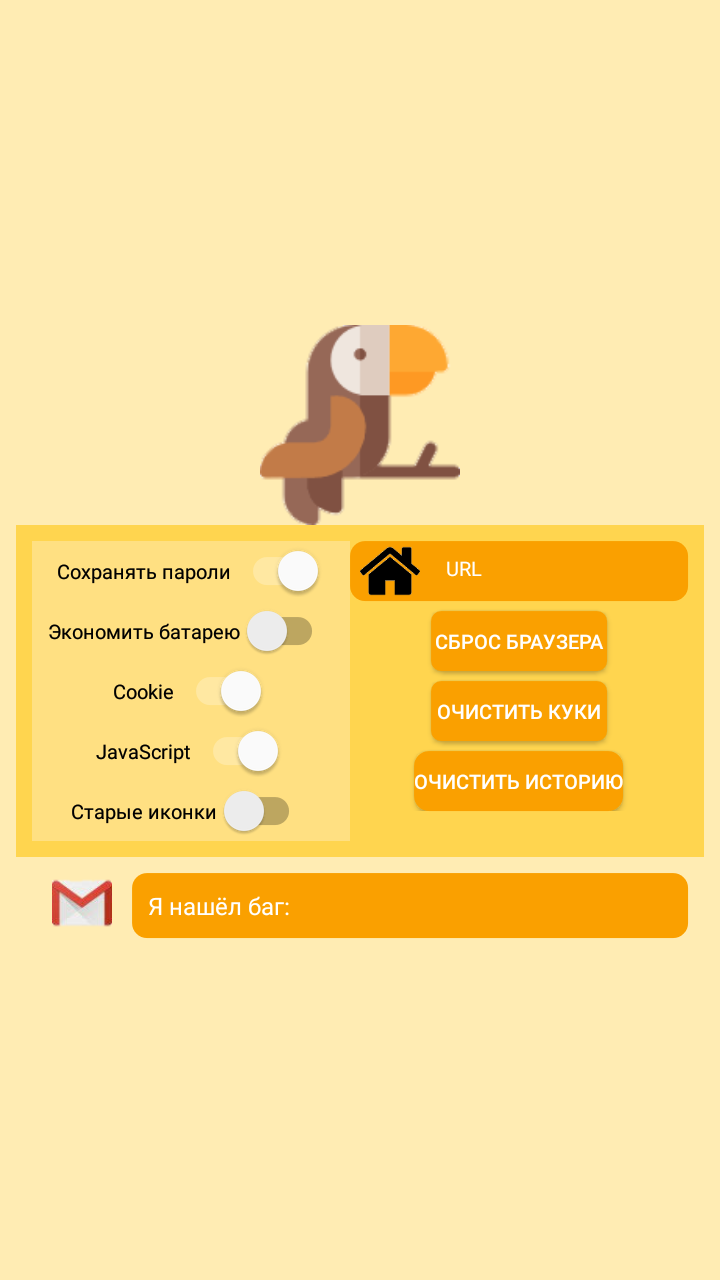 Сохранять пароли
Экономить батарею
Cookie
JavaScript
Старые иконки
URL
СБРОС БРАУЗЕРА
ОЧИСТИТЬ КУКИ
ОЧИСТИТЬ ИСТОРИЮ
Я нашёл баг: